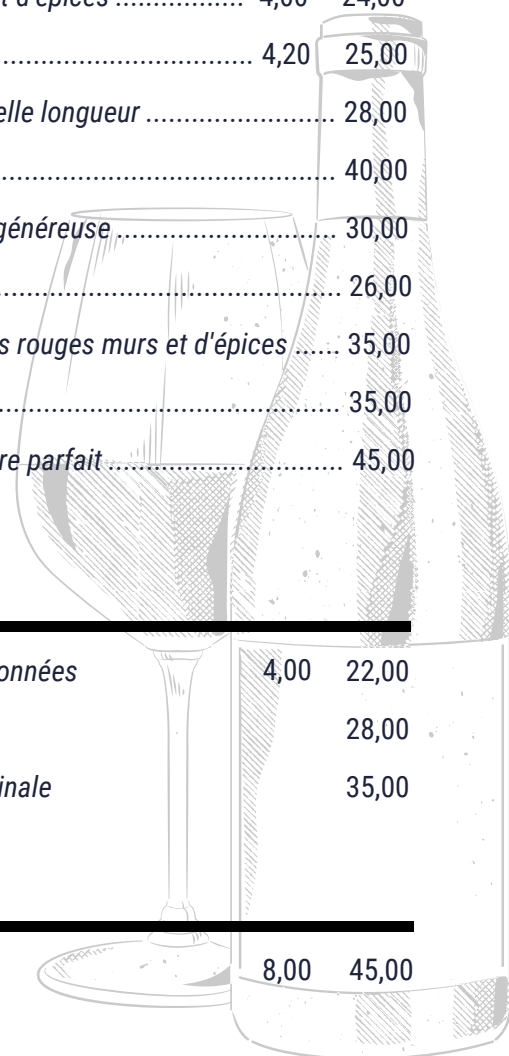 d'épices ............... 4,00 24,00
.................................... 4,20 25,00
elle longueur ........................... 28,00
................................................ 40,00
généreuse ............................... 30,00
................................................. 26,00
s rouges murs et d'épices ...... 35,00
................................................. 35,00
re parfait .................................. 45,00
onnées 4,00 22,00
28,00
inale 35,00
8,00 45,00